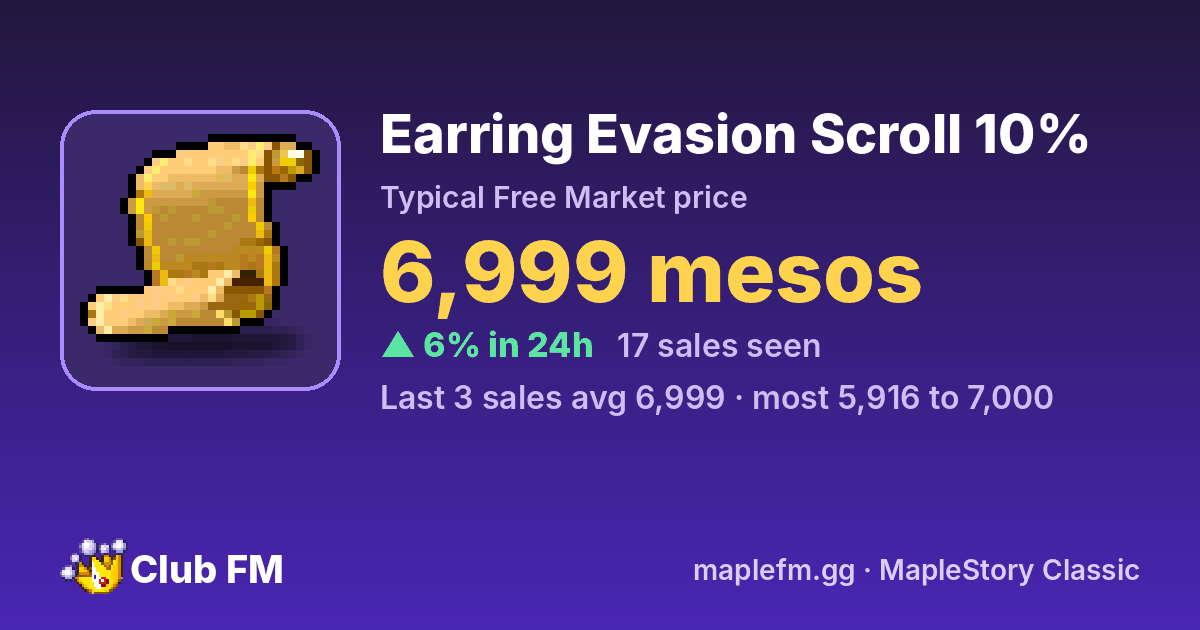 Earring Evasion Scroll 10%
Typical Free Market price
6,999 mesos
▲ 6% in 24h 17 sales seen
Last 3 sales avg 6,999 · most 5,916 to 7,000
Club FM
maplefm.gg · MapleStory Classic